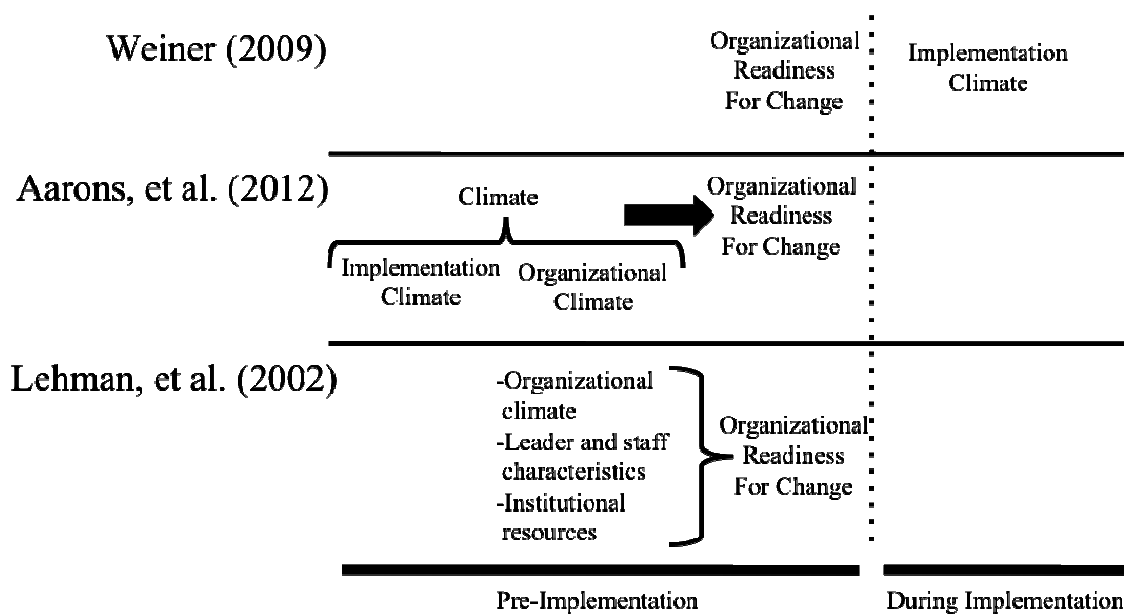 Weiner (2009)
Organizational
Readiness
For Change
Implementation
Climate
Aarons, et al. (2012)
Climate
Implementation
Climate
Organizational
Climate
Organizational
Readiness
For Change
Lehman, et al. (2002)
-Organizational
climate
-Leader and staff
characteristics
-Institutional
resources
Organizational
Readiness
For Change
Pre-Implementation
During Implementation